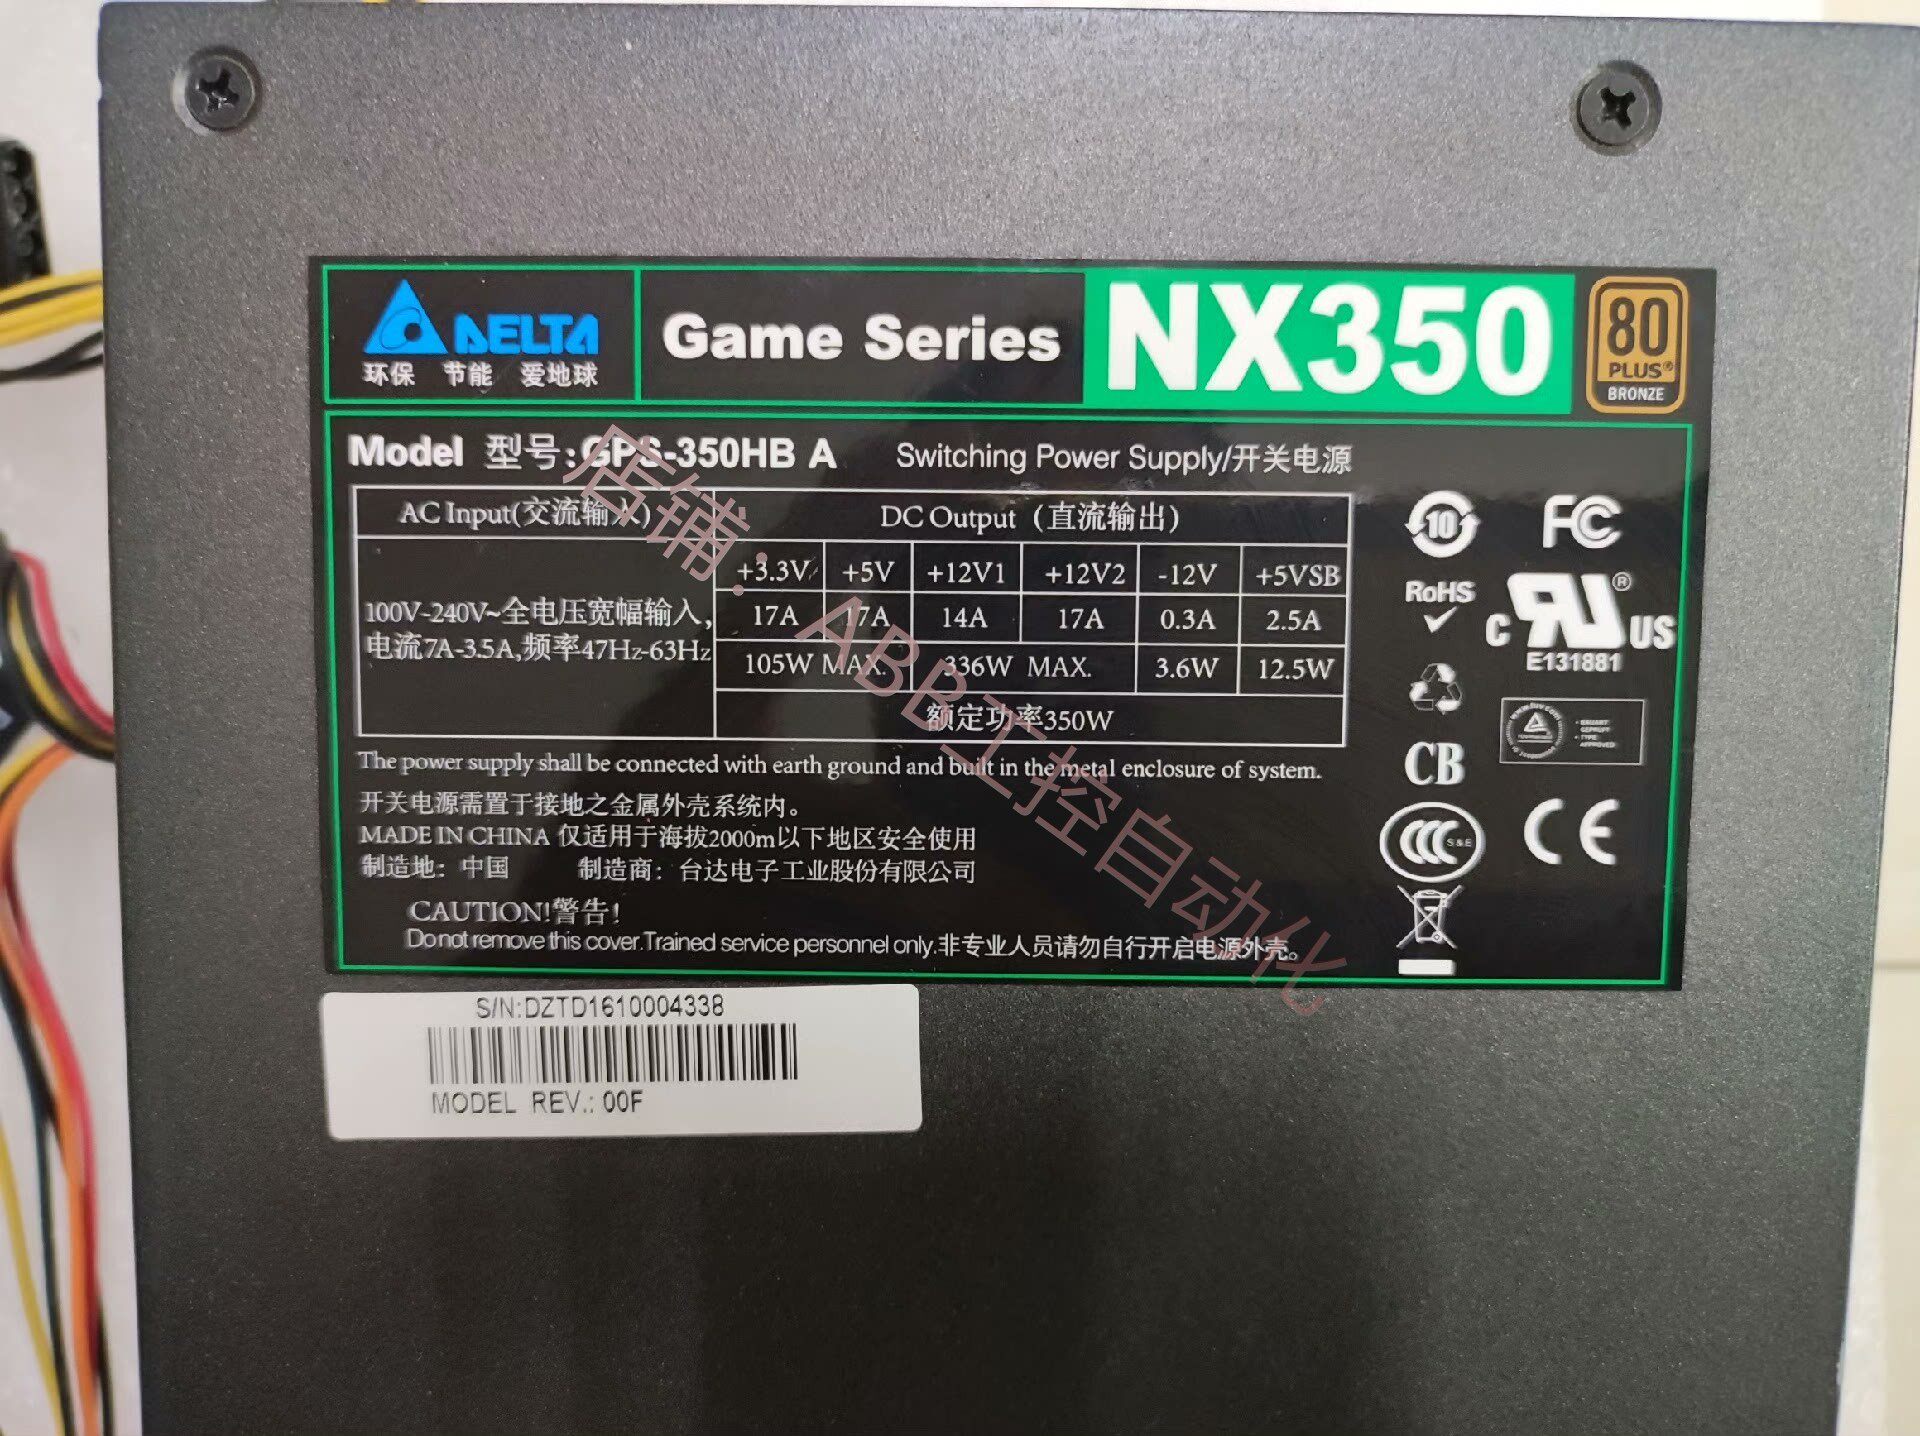 DELTA
环保 节能 爱地球
Game Series
NX350
80
PLUS®
BRONZE
Model 型号:GPS-350HB A
Switching Power Supply/开关电源
AC Input(交流输入)
DC Output (直流输出)
+3.3V +5V +12V1 +12V2 -12V +5VSB
100V-240V~全电压宽幅输入,
电流7A-3.5A,频率47Hz-63Hz
17A 17A 14A 17A 0.3A 2.5A
105W MAX. 336W MAX. 3.6W 12.5W
额定功率350W
10
FC
RoHS
C RU ® US
E131881
CB
CCC S&E
CE
The power supply shall be connected with earth ground and built in the metal enclosure of system.
开关电源需置于接地之金属外壳系统内。
MADE IN CHINA 仅适用于海拔2000m以下地区安全使用
制造地: 中国 制造商: 台达电子工业股份有限公司
CAUTION!警告!
Do not remove this cover.Trained service personnel only.非专业人员请勿自行开启电源外壳。
S/N:DZTD1610004338
MODEL REV.: 00F
店铺：ABB工控自动化